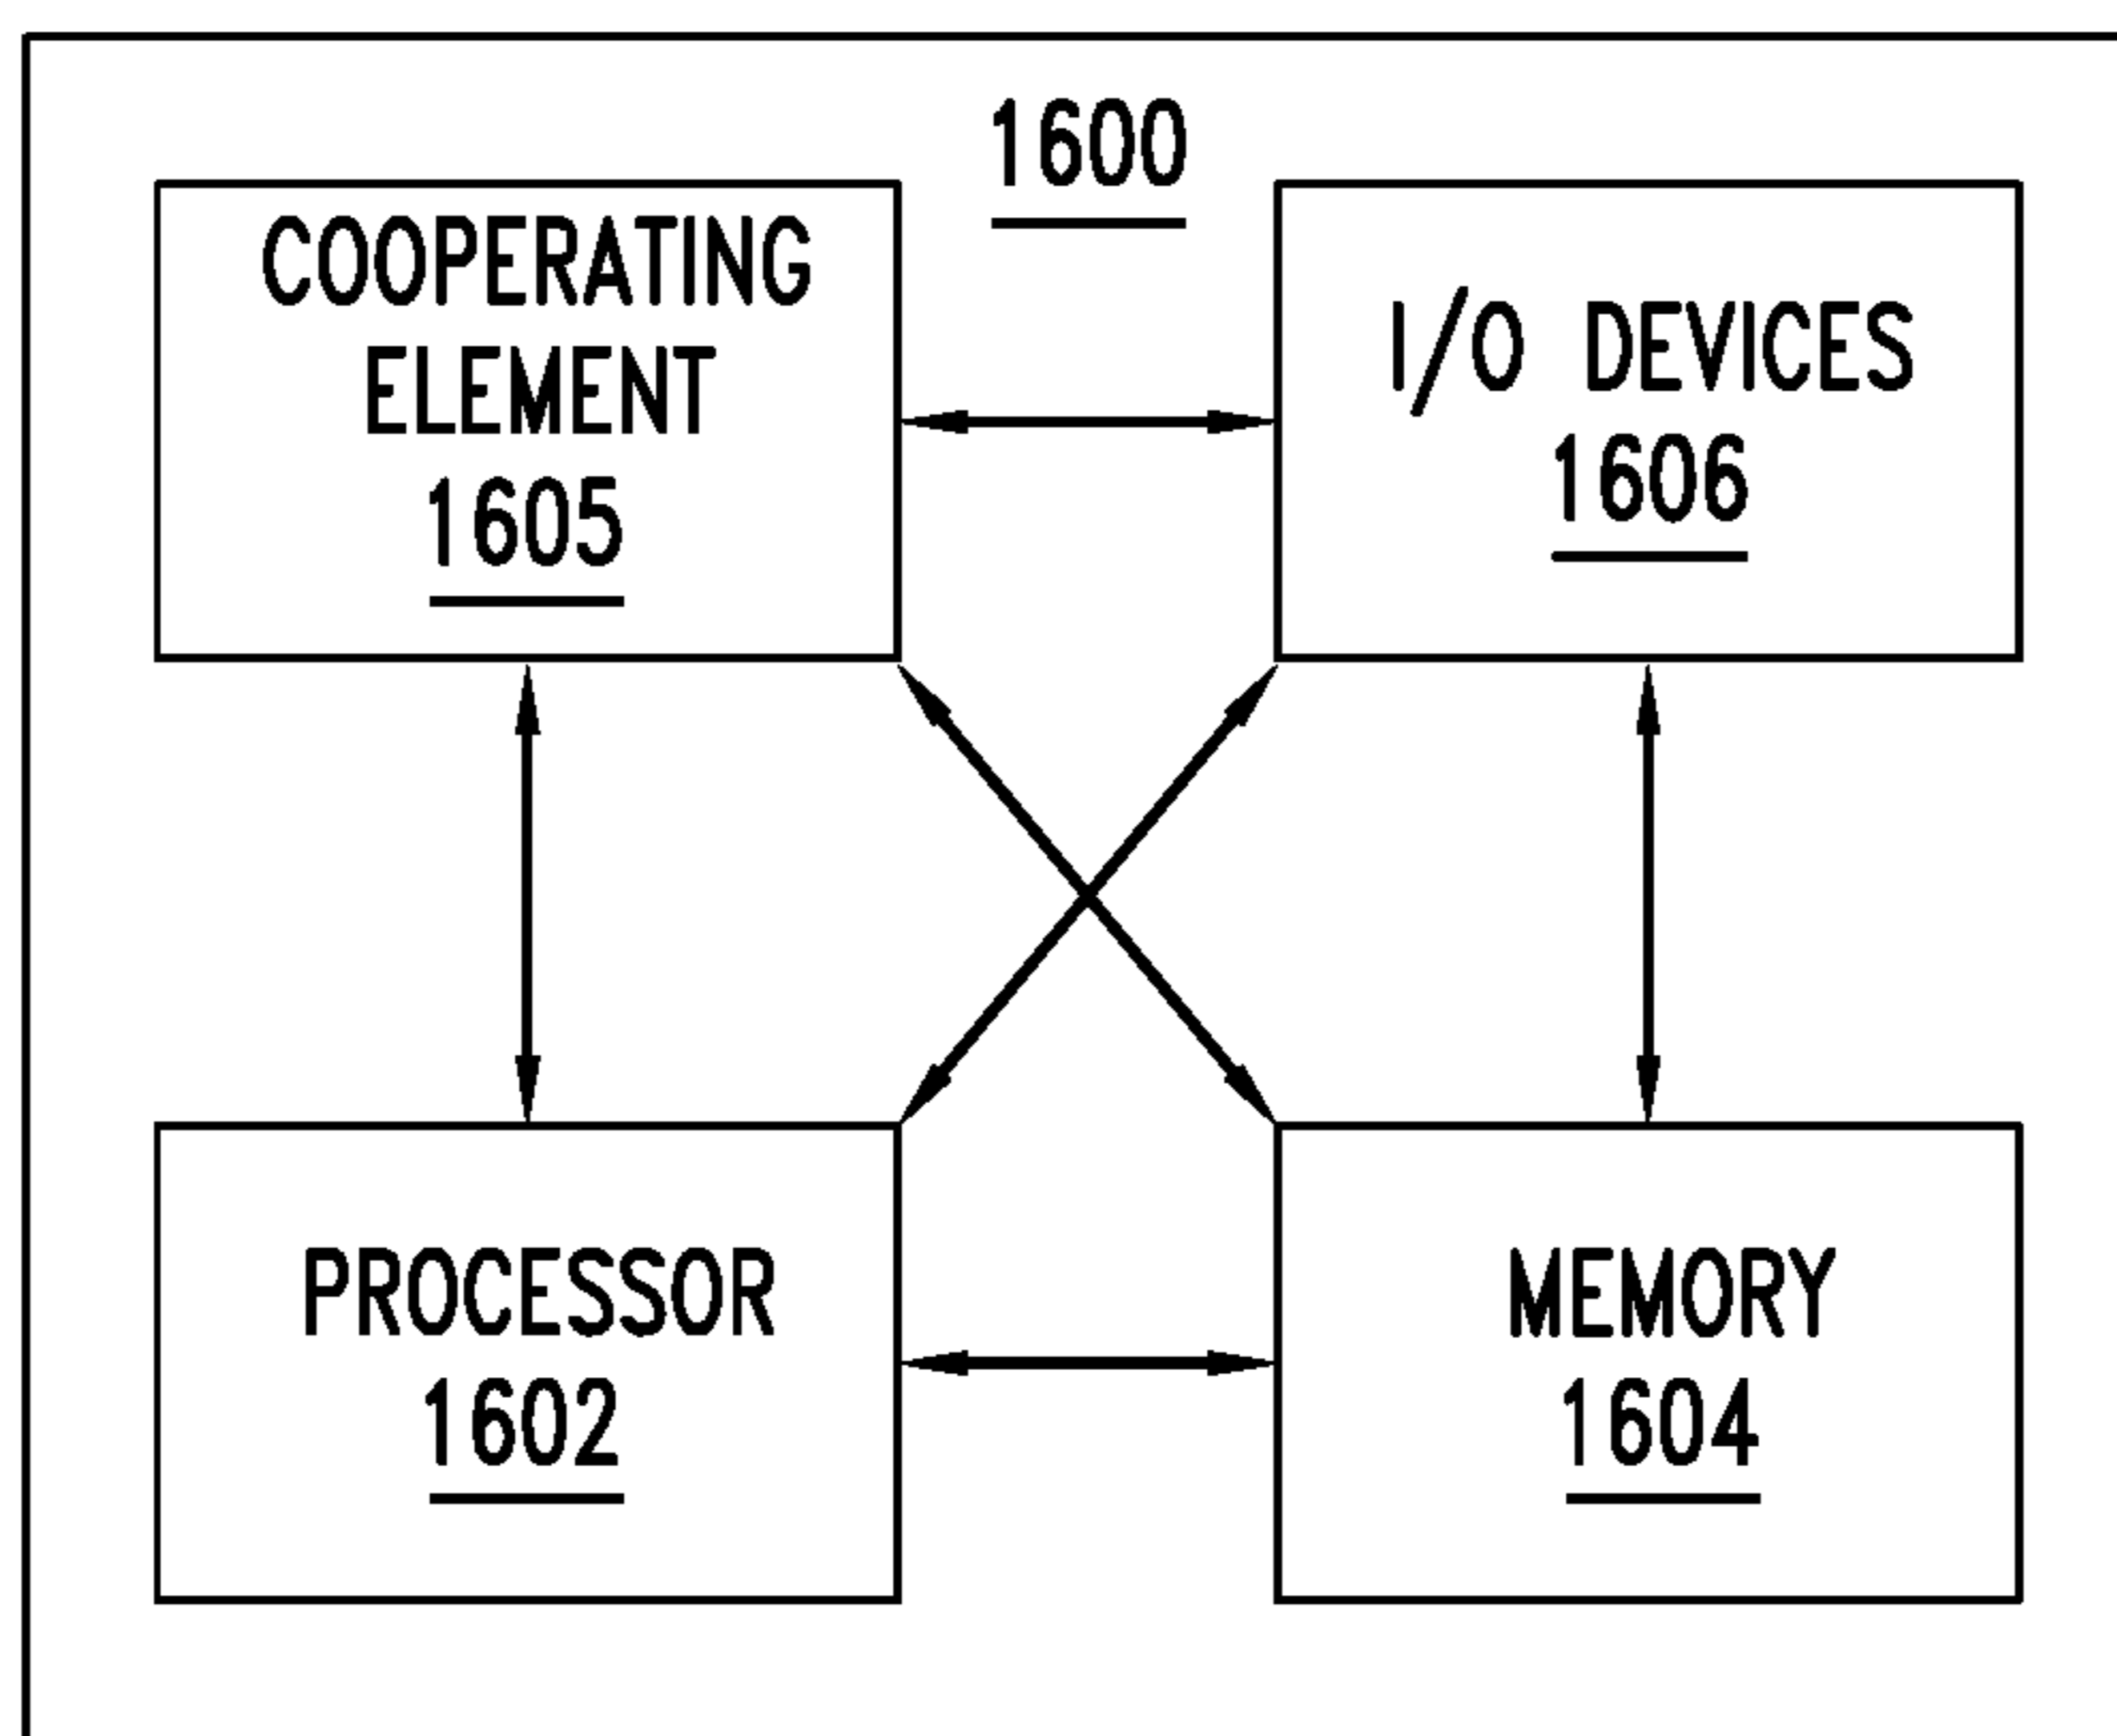 1600
COOPERATING
ELEMENT
1605
I/O DEVICES
1606
PROCESSOR
1602
MEMORY
1604